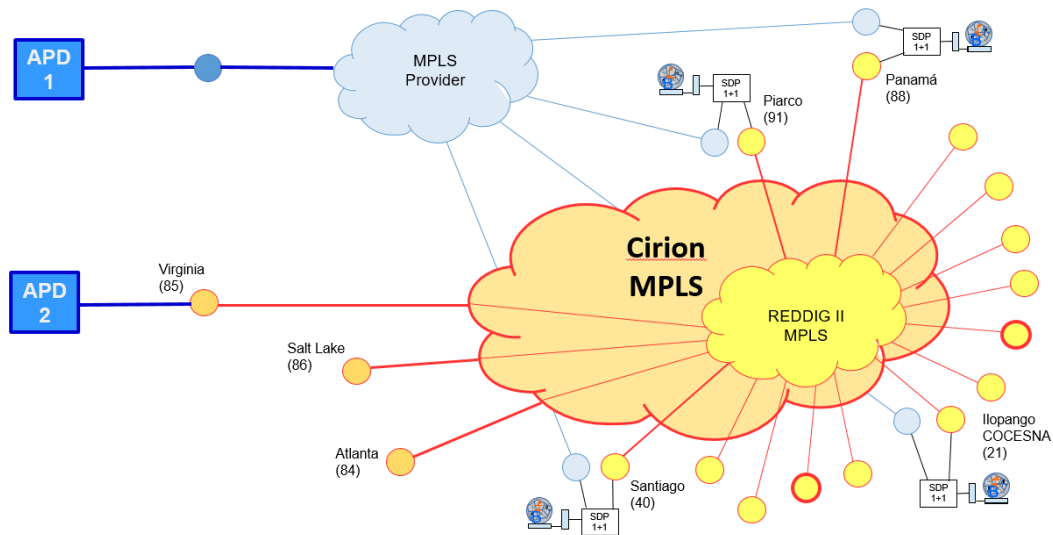 APD
1
MPLS
Provider
SDP
1+1
B
Panamá
(88)
SDP
1+1
B
Piarco
(91)
Cirion
MPLS
REDDIG II
MPLS
APD
2
Virginia
(85)
Salt Lake
(86)
Atlanta
(84)
Santiago
(40)
SDP
1+1
B
Ilopango
COCESNA
(21)
SDP
1+1
B